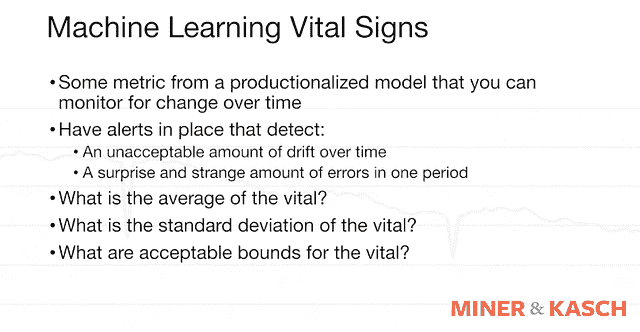 Machine Learning Vital Signs
• Some metric from a productionalized model that you can
monitor for change over time
• Have alerts in place that detect:
• An unacceptable amount of drift over time
• A surprise and strange amount of errors in one period
• What is the average of the vital?
• What is the standard deviation of the vital?
• What are acceptable bounds for the vital?
MINER & KASCH